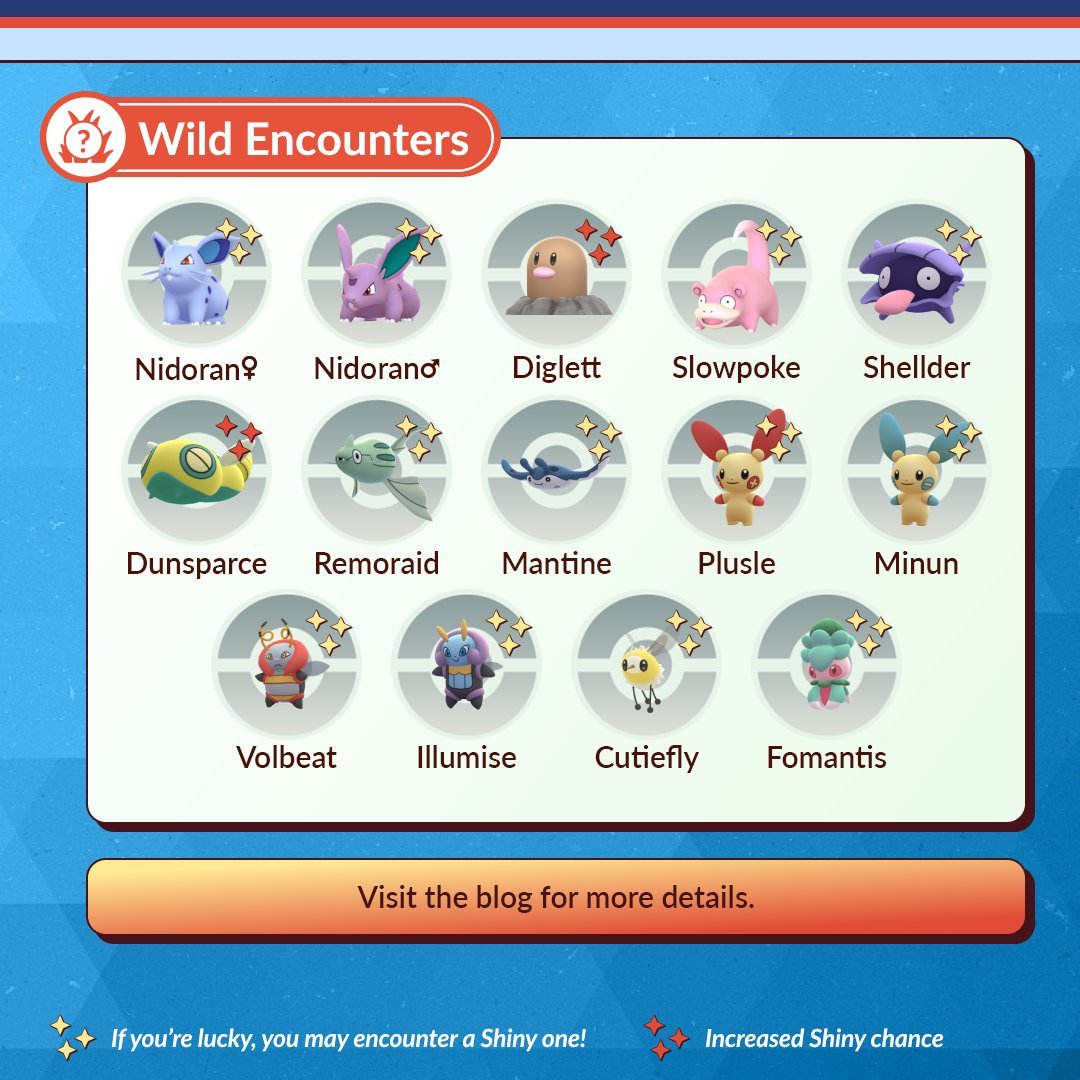 ?
Wild Encounters
Nidoran♀ Nidoran♂ Diglett Slowpoke Shellder
Dunsparce Remoraid Mantine Plusle Minun
Volbeat Illumise Cutiefly Fomantis
Visit the blog for more details.
If you’re lucky, you may encounter a Shiny one! Increased Shiny chance